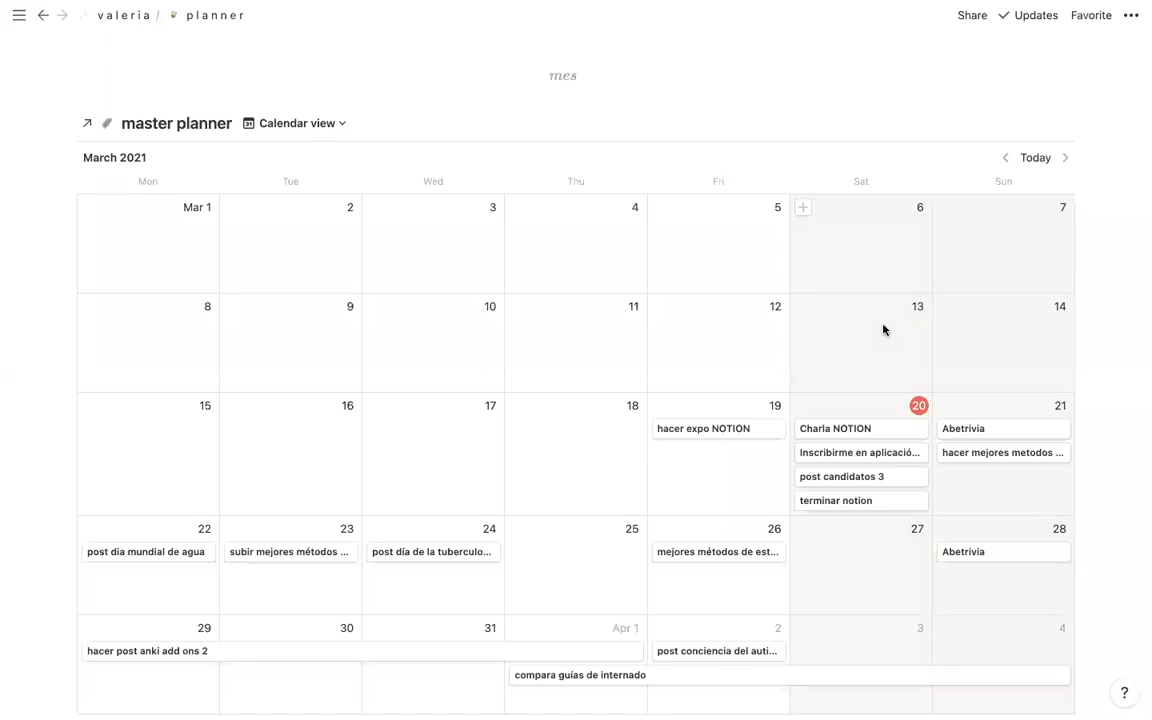 valeria / planner
Share Updates Favorite •••
mes
master planner Calendar view
March 2021
Today
Mon Tue Wed Thu Fri Sat Sun
Mar 1 2 3 4 5 6 7
8 9 10 11 12 13 14
15 16 17 18 19 20 21
hacer expo NOTION Charla NOTION Abetrivia
Inscribirme en aplicació... hacer mejores metodos ...
post candidatos 3
terminar notion
22 23 24 25 26 27 28
post dia mundial de agua subir mejores métodos ... post día de la tuberculo... mejores métodos de est... Abetrivia
29 30 31 Apr 1 2 3 4
hacer post anki add ons 2 post conciencia del auti...
compara guías de internado
?